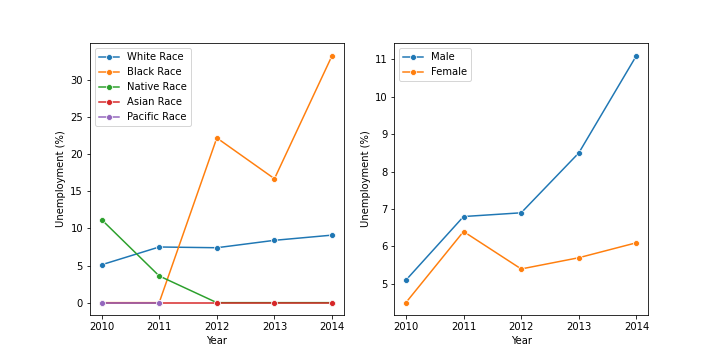 White Race
Black Race
Native Race
Asian Race
Pacific Race
Unemployment (%)
30
25
20
15
10
5
0
2010 2011 2012 2013 2014
Year
Male
Female
Unemployment (%)
11
10
9
8
7
6
5
2010 2011 2012 2013 2014
Year